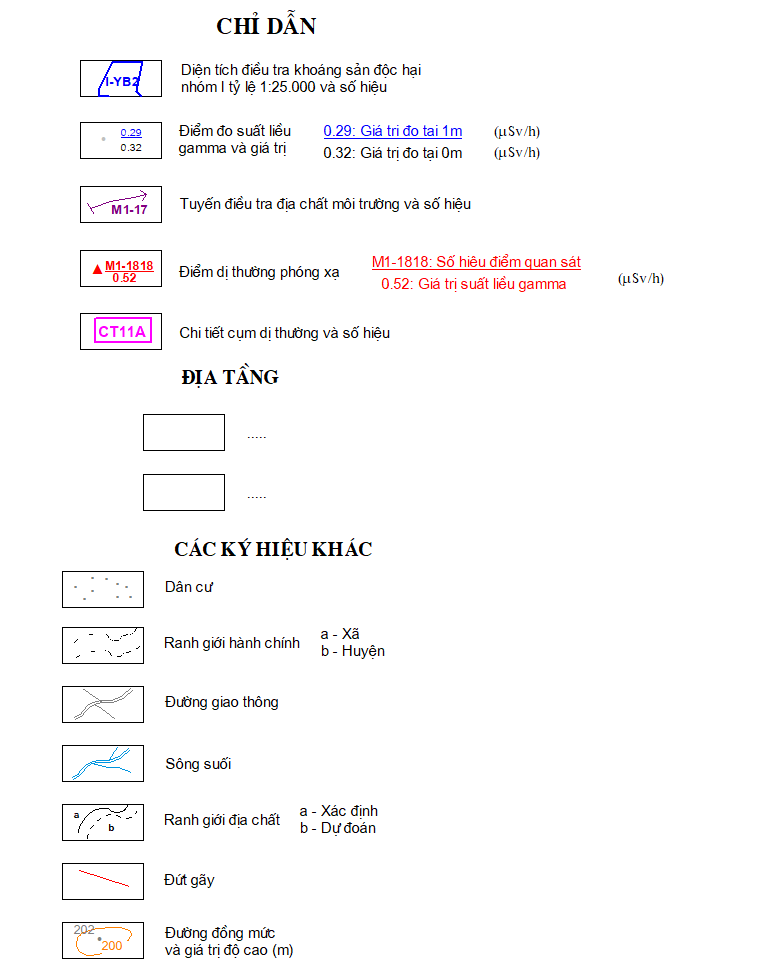 CHỈ DẪN
I-YB2
Diện tích điều tra khoáng sản độc hại
nhóm I tỷ lệ 1:25.000 và số hiệu
0.29
0.32
Điểm đo suất liều
gamma và giá trị
0.29: Giá trị đo tại 1m
(µSv/h)
0.32: Giá trị đo tại 0m
(µSv/h)
M1-17
Tuyến điều tra địa chất môi trường và số hiệu
M1-1818
0.52
Điểm dị thường phóng xạ
M1-1818: Số hiệu điểm quan sát
0.52: Giá trị suất liều gamma
(µSv/h)
CT11A
Chi tiết cụm dị thường và số hiệu
ĐỊA TẦNG
.....
.....
CÁC KÝ HIỆU KHÁC
Dân cư
Ranh giới hành chính
a - Xã
b - Huyện
Đường giao thông
Sông suối
a
b
Ranh giới địa chất
a - Xác định
b - Dự đoán
Đứt gãy
202
200
Đường đồng mức
và giá trị độ cao (m)